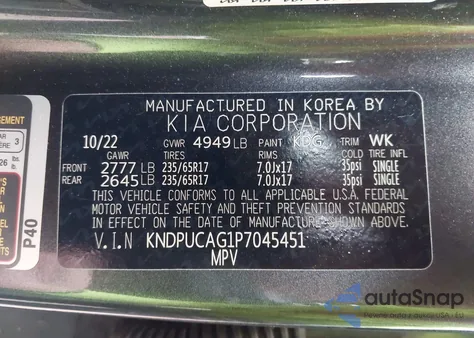 MANUFACTURED IN KOREA BY
KIA CORPORATION
10/22 GVWR 4949 LB PAINT KDG TRIM WK
GAWR TIRES RIMS COLD TIRE INFL
FRONT 2777 LB 235/65R17 7.0Jx17 35psi SINGLE
REAR 2645 LB 235/65R17 7.0Jx17 35psi SINGLE
THIS VEHICLE CONFORMS TO ALL APPLICABLE U.S.A. FEDERAL
MOTOR VEHICLE SAFETY AND THEFT PREVENTION STANDARDS
IN EFFECT ON THE DATE OF MANUFACTURE SHOWN ABOVE.
V.I.N KNDPUCAG1P7045451
MPV
P40
autoSnap